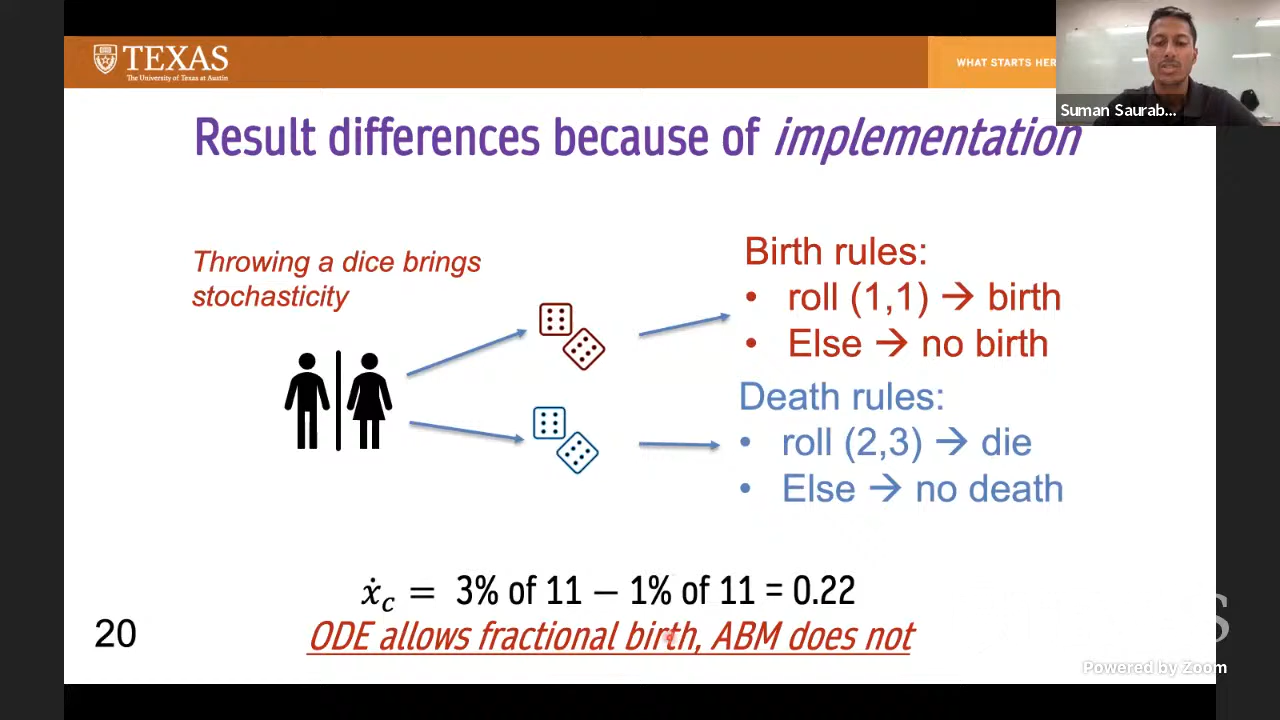 TEXAS
The University of Texas at Austin
WHAT STARTS HER
Suman Saurab...
Result differences because of implementation
Throwing a dice brings
stochasticity
Birth rules:
• roll (1,1) → birth
• Else → no birth
Death rules:
• roll (2,3) → die
• Else → no death
ẋc = 3% of 11 – 1% of 11 = 0.22
ODE allows fractional birth, ABM does not
20
S
Powered by Zoom